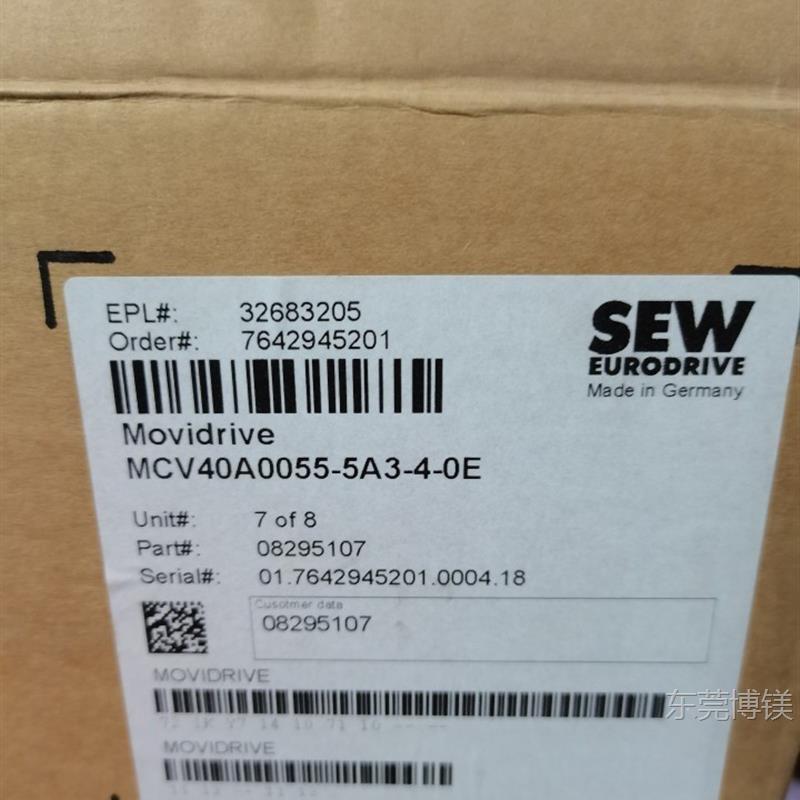 EPL#: 32683205
Order#: 7642945201
SEW
EURODRIVE
Made in Germany
Movidrive
MCV40A0055-5A3-4-0E
Unit#: 7 of 8
Part#: 08295107
Serial#: 01.7642945201.0004.18
Cusotmer data
08295107
MOVIDRIVE
东莞博镁
MOVIDRIVE